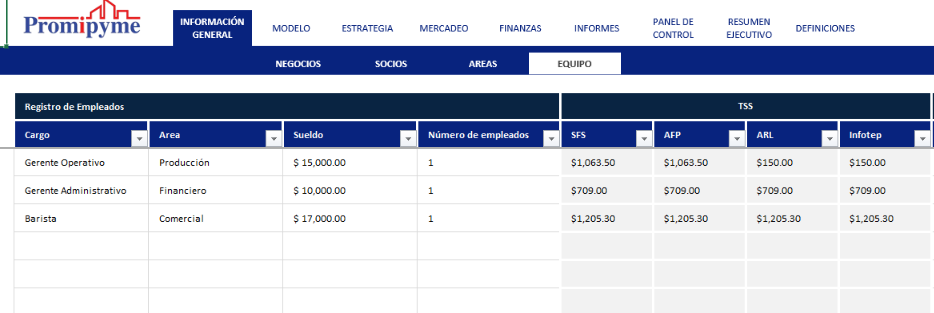 Promipyme
INFORMACIÓN GENERAL MODELO ESTRATEGIA MERCADEO FINANZAS INFORMES PANEL DE CONTROL RESUMEN EJECUTIVO DEFINICIONES
NEGOCIOS SOCIOS AREAS EQUIPO
Registro de Empleados TSS
Cargo Area Sueldo Número de empleados SFS AFP ARL Infotep
Gerente Operativo Producción $ 15,000.00 1 $1,063.50 $1,063.50 $150.00 $150.00
Gerente Administrativo Financiero $ 10,000.00 1 $709.00 $709.00 $709.00 $709.00
Barista Comercial $ 17,000.00 1 $1,205.30 $1,205.30 $1,205.30 $1,205.30